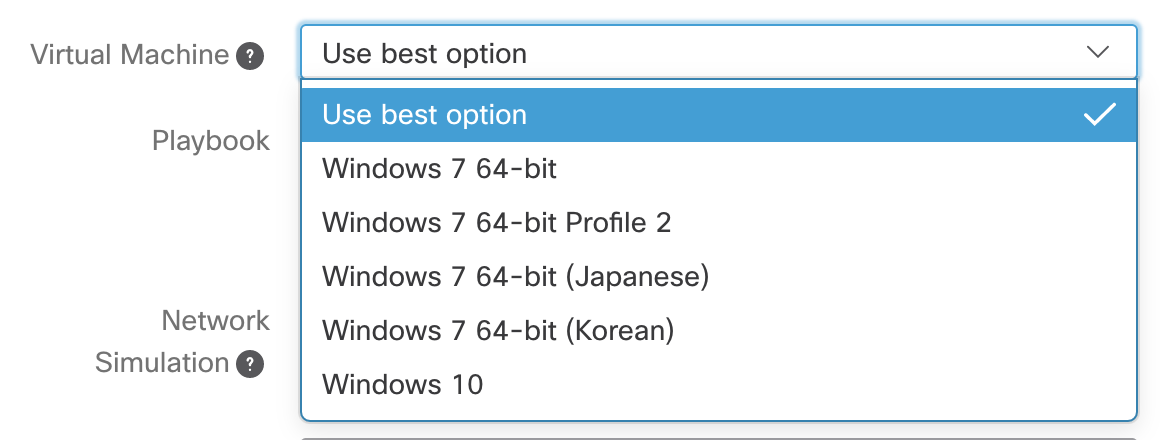 Virtual Machine ?
Use best option
Use best option
Playbook
Windows 7 64-bit
Windows 7 64-bit Profile 2
Windows 7 64-bit (Japanese)
Windows 7 64-bit (Korean)
Windows 10
Network
Simulation ?